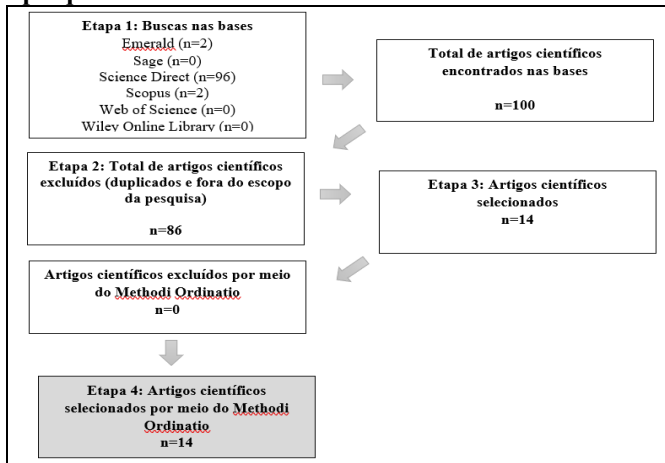 Etapa 1: Buscas nas bases
Emerald (n=2)
Sage (n=0)
Science Direct (n=96)
Scopus (n=2)
Web of Science (n=0)
Wiley Online Library (n=0)
Total de artigos científicos
encontrados nas bases
n=100
Etapa 2: Total de artigos científicos
excluídos (duplicados e fora do escopo
da pesquisa)
n=86
Etapa 3: Artigos científicos
selecionados
n=14
Artigos científicos excluídos por meio
do Methodi Ordinatio
n=0
Etapa 4: Artigos científicos
selecionados por meio do Methodi
Ordinatio
n=14